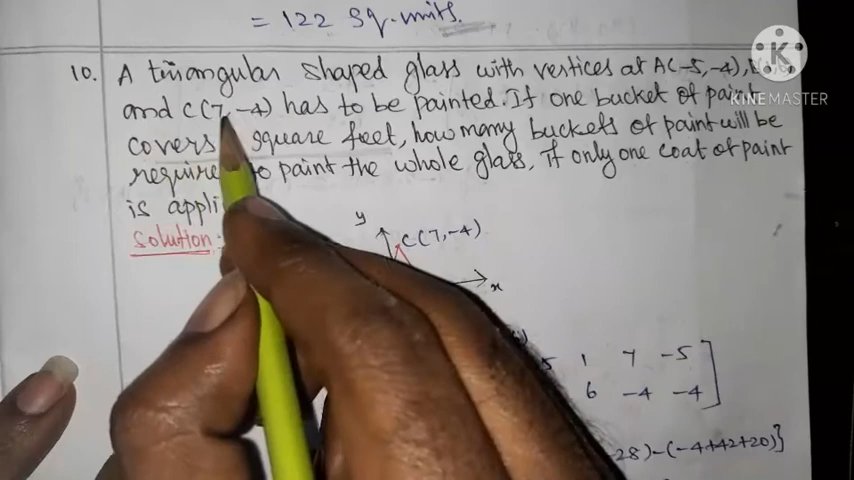 = 122 Sq.units.
10. A triangular shaped glass with vertices at A(-5,-4),
and C(7,-4) has to be painted. If one bucket of paint
covers square feet, how many buckets of paint will be
require to paint the whole glass, If only one coat of paint
is appli
Solution:
y
C(7,-4).
x
5 1 7 -5
6 -4 -4
-28)-(-4+42+20)}
KINEMASTER